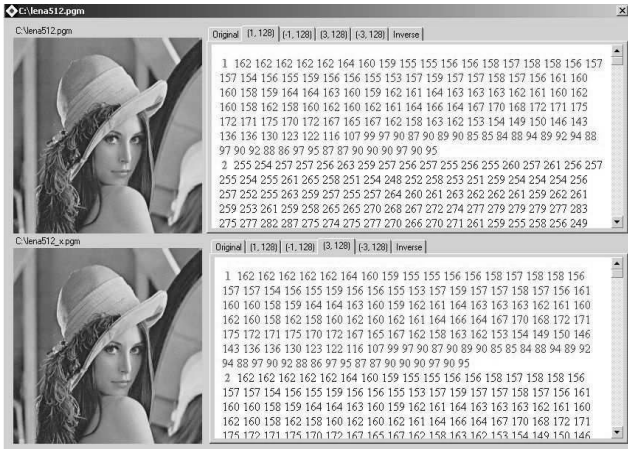 C:\lena512.pgm
C:\lena512.pgm
Original (1, 128) (-1, 128) (3, 128) (-3, 128) Inverse
1 162 162 162 162 162 164 160 159 155 155 156 156 158 157 158 158 156 157
157 154 156 155 159 156 156 155 153 157 159 157 157 158 157 156 161 160
160 158 159 164 164 163 160 159 162 161 164 163 163 163 162 161 160 162
160 158 162 158 160 162 160 162 161 164 166 164 167 170 168 172 171 175
172 171 175 170 172 167 165 167 162 158 163 162 153 154 149 150 146 143
136 136 130 123 122 116 107 99 97 90 87 90 89 90 85 85 84 88 94 89 92 94 88
97 90 92 88 86 97 95 87 87 90 90 90 97 90 95
2 255 254 257 257 256 263 259 257 256 257 255 256 255 260 257 261 256 257
255 254 255 261 265 258 251 254 248 252 258 253 251 259 254 254 254 256
257 252 255 263 259 257 255 257 264 260 261 263 262 262 261 259 262 261
259 253 261 259 258 265 265 270 268 267 272 274 277 279 279 279 277 283
275 277 282 287 275 274 275 277 270 266 270 271 261 259 255 258 256 249
C:\lena512_x.pgm
Original (1, 128) (-1, 128) (3, 128) (-3, 128) Inverse
1 162 162 162 162 162 164 160 159 155 155 156 156 158 157 158 158 156
157 157 154 156 155 159 155 156 155 153 157 159 157 157 158 157 156 161
160 160 158 159 164 164 163 160 159 162 161 164 163 163 163 162 161 160
162 160 158 162 158 160 162 160 162 161 164 166 164 167 170 168 172 171
175 172 171 175 170 172 167 165 167 162 158 163 162 153 154 149 150 146
143 136 136 130 123 122 116 107 99 97 90 87 90 89 90 85 85 84 88 94 89 92
94 88 97 90 92 88 86 97 95 87 87 90 90 90 97 90 95
2 162 162 162 162 162 164 160 159 155 155 156 156 158 157 158 158 156
157 157 154 156 155 159 155 156 155 153 157 159 157 157 158 157 156 161
160 160 158 159 164 164 163 160 159 162 161 164 163 163 163 162 161 160
162 160 158 162 158 160 162 160 162 161 164 166 164 167 170 168 172 171
175 172 171 175 170 172 167 165 167 162 158 163 162 153 154 149 150 146